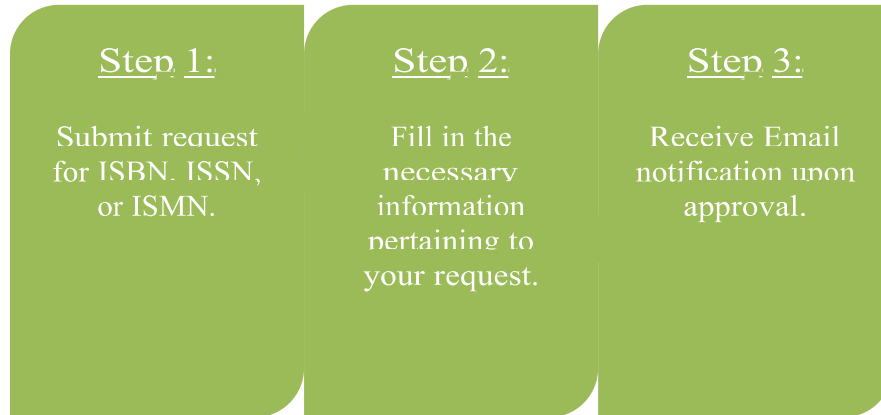 Step 1:
Submit request
for ISBN, ISSN,
or ISMN.
Step 2:
Fill in the
necessary
information
pertaining to
your request.
Step 3:
Receive Email
notification upon
approval.